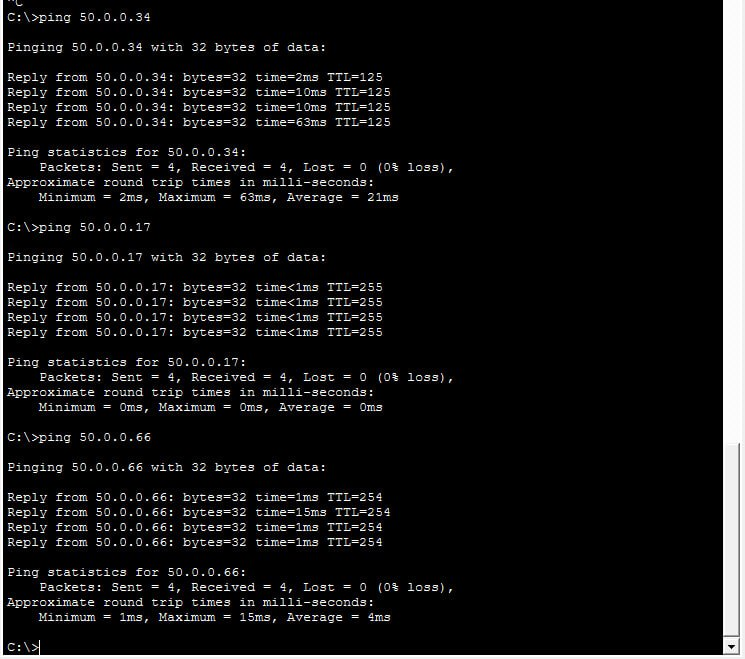 ^C
C:\>ping 50.0.0.34
Pinging 50.0.0.34 with 32 bytes of data:
Reply from 50.0.0.34: bytes=32 time=2ms TTL=125
Reply from 50.0.0.34: bytes=32 time=10ms TTL=125
Reply from 50.0.0.34: bytes=32 time=10ms TTL=125
Reply from 50.0.0.34: bytes=32 time=63ms TTL=125
Ping statistics for 50.0.0.34:
Packets: Sent = 4, Received = 4, Lost = 0 (0% loss),
Approximate round trip times in milli-seconds:
Minimum = 2ms, Maximum = 63ms, Average = 21ms
C:\>ping 50.0.0.17
Pinging 50.0.0.17 with 32 bytes of data:
Reply from 50.0.0.17: bytes=32 time<1ms TTL=255
Reply from 50.0.0.17: bytes=32 time<1ms TTL=255
Reply from 50.0.0.17: bytes=32 time<1ms TTL=255
Reply from 50.0.0.17: bytes=32 time<1ms TTL=255
Ping statistics for 50.0.0.17:
Packets: Sent = 4, Received = 4, Lost = 0 (0% loss),
Approximate round trip times in milli-seconds:
Minimum = 0ms, Maximum = 0ms, Average = 0ms
C:\>ping 50.0.0.66
Pinging 50.0.0.66 with 32 bytes of data:
Reply from 50.0.0.66: bytes=32 time=1ms TTL=254
Reply from 50.0.0.66: bytes=32 time=15ms TTL=254
Reply from 50.0.0.66: bytes=32 time=1ms TTL=254
Reply from 50.0.0.66: bytes=32 time=1ms TTL=254
Ping statistics for 50.0.0.66:
Packets: Sent = 4, Received = 4, Lost = 0 (0% loss),
Approximate round trip times in milli-seconds:
Minimum = 1ms, Maximum = 15ms, Average = 4ms
C:\>